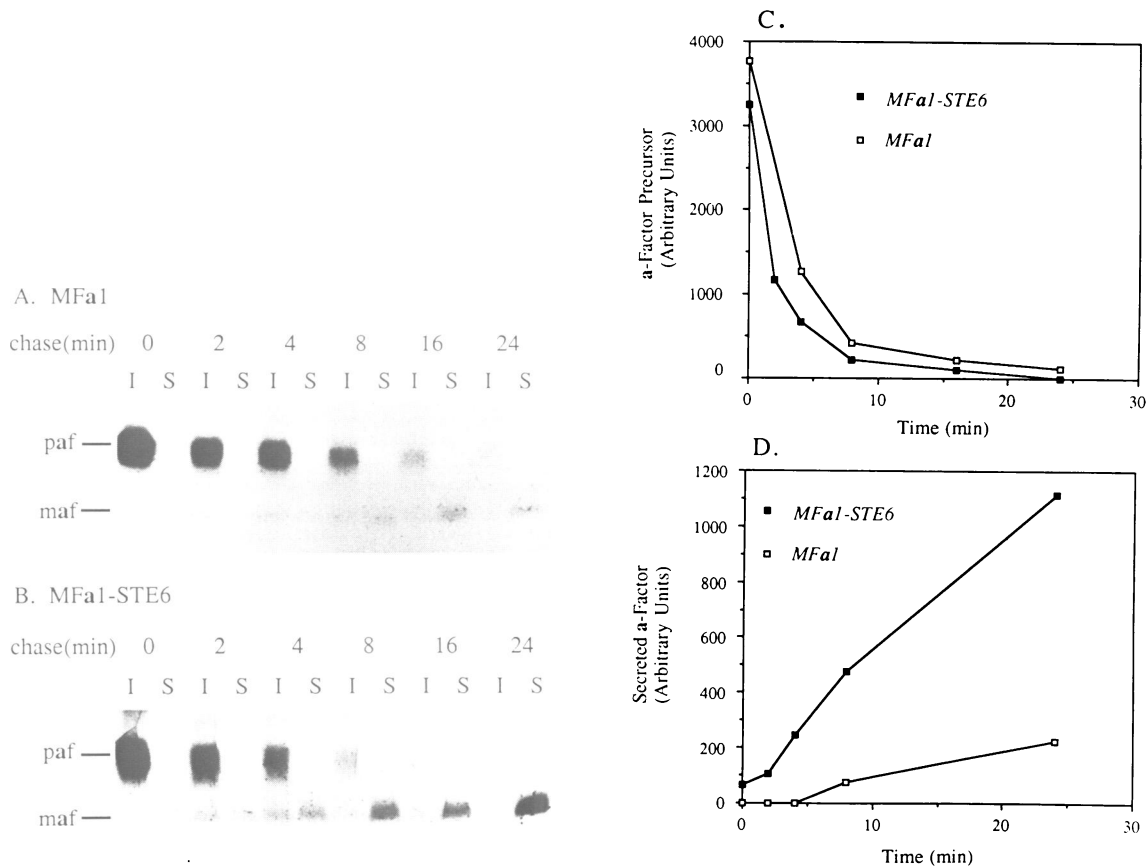 A. MFa1
chase(min) 0 2 4 8 16 24
I S I S I S I S I S I S
paf
maf
B. MFa1-STE6
chase(min) 0 2 4 8 16 24
I S I S I S I S I S I S
paf
maf
C.
4000
3000
2000
1000
0
a-Factor Precursor
(Arbitrary Units)
MFa1-STE6
MFa1
0 10 20 30
Time (min)
D.
1200
1000
800
600
400
200
0
Secreted a-Factor
(Arbitrary Units)
MFa1-STE6
MFa1
0 10 20 30
Time (min)